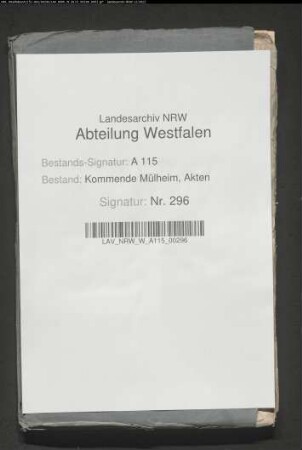 Landesarchiv NRW
Abteilung Westfalen
Bestands-Signatur: A 115
Bestand: Kommende Mülheim, Akten
Signatur: Nr. 296
LAV_NRW_W_A115_00296